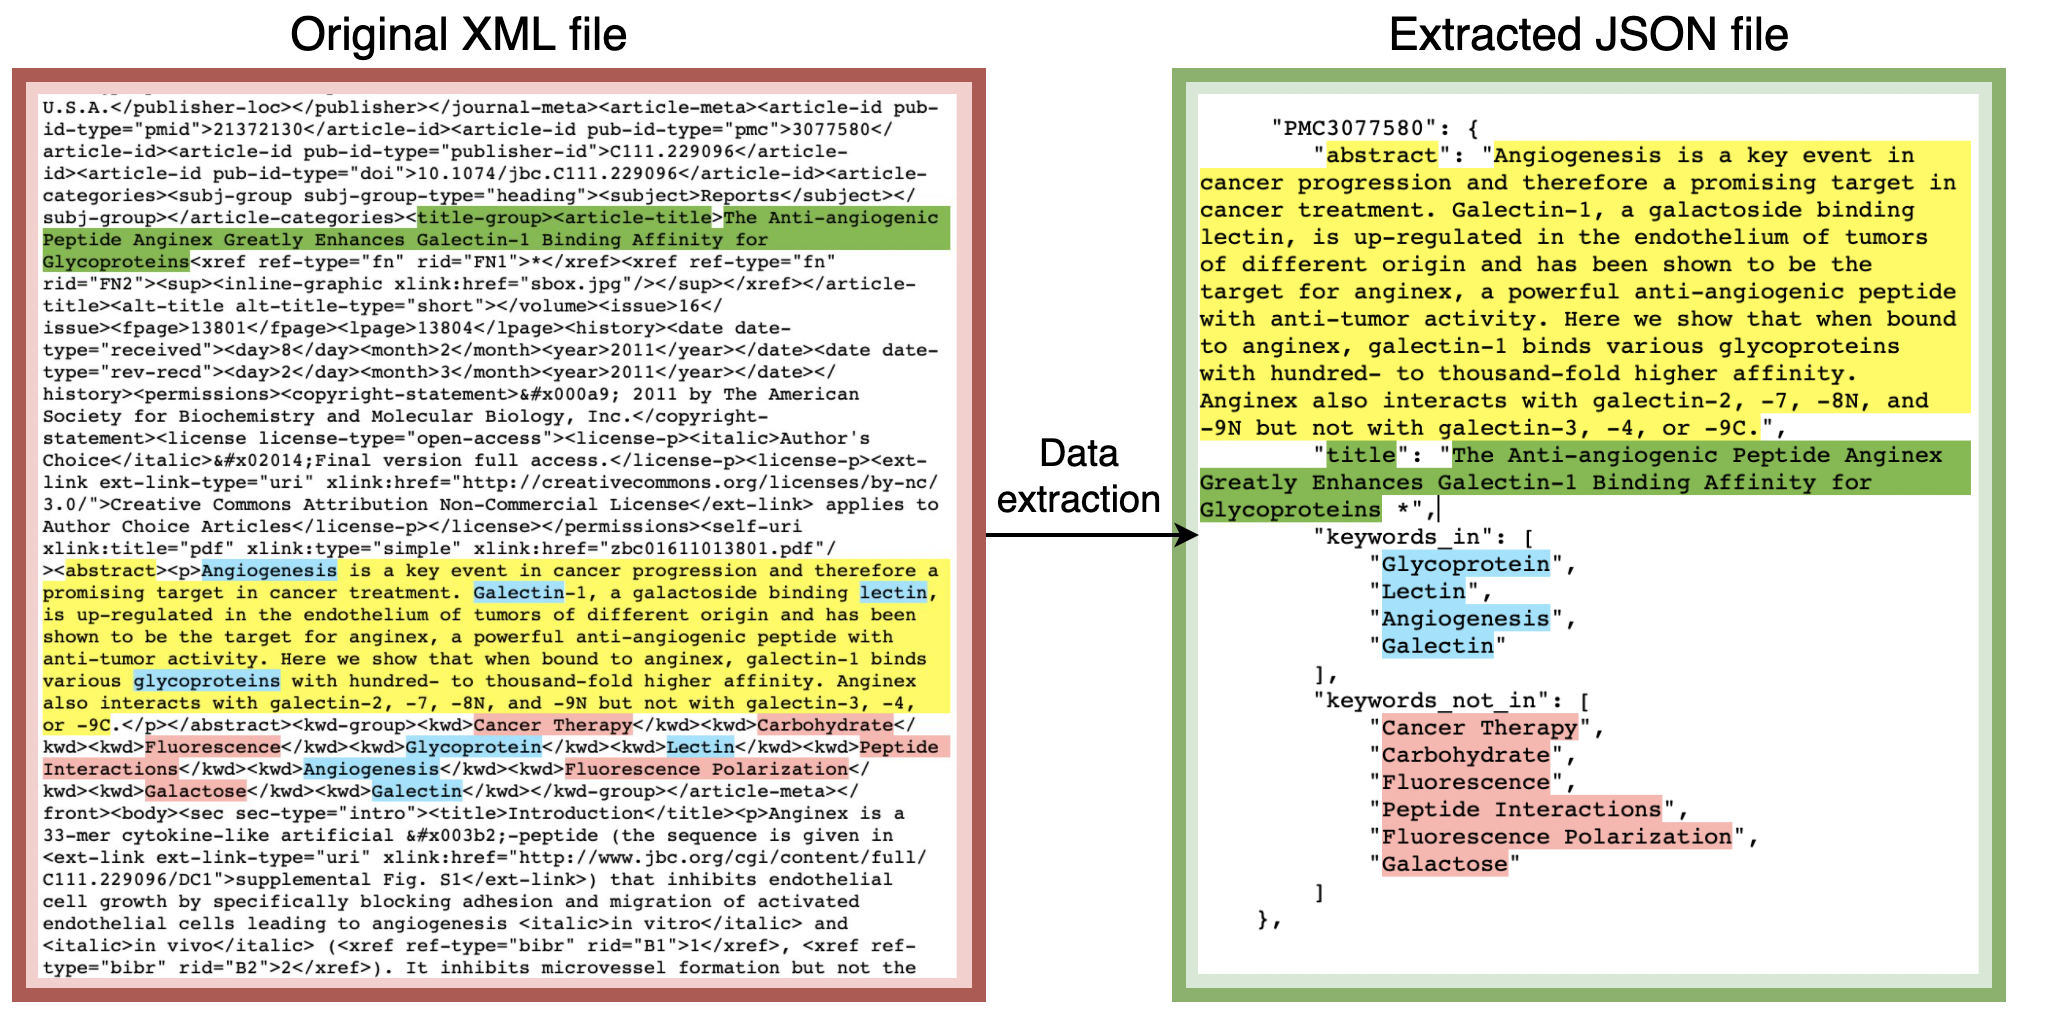 Original XML file
U.S.A.</publisher-loc></publisher></journal-meta><article-meta><article-id pub-
id-type="pmid">21372130</article-id><article-id pub-id-type="pmc">3077580</
article-id><article-id pub-id-type="publisher-id">C111.229096</article-
id><article-id pub-id-type="doi">10.1074/jbc.C111.229096</article-id><article-
categories><subj-group subj-group-type="heading"><subject>Reports</subject></
subj-group></article-categories><title-group><article-title>The Anti-angiogenic
Peptide Anginex Greatly Enhances Galectin-1 Binding Affinity for
Glycoproteins<xref ref-type="fn" rid="FN1">*</xref><xref ref-type="fn"
rid="FN2"><sup><inline-graphic xlink:href="sbox.jpg"/></sup></xref></article-
title><alt-title alt-title-type="short"></volume><issue>16</
issue><fpage>13801</fpage><lpage>13804</lpage><history><date date-
type="received"><day>8</day><month>2</month><year>2011</year></date><date date-
type="rev-recd"><day>2</day><month>3</month><year>2011</year></date></
history><permissions><copyright-statement>&#x000a9; 2011 by The American
Society for Biochemistry and Molecular Biology, Inc.</copyright-
statement><license license-type="open-access"><license-p><italic>Author's
Choice</italic>&#x02014;Final version full access.</license-p><license-p><ext-
link ext-link-type="uri" xlink:href="http://creativecommons.org/licenses/by-nc/
3.0/">Creative Commons Attribution Non-Commercial License</ext-link> applies to
Author Choice Articles</license-p></license></permissions><self-uri
xlink:title="pdf" xlink:type="simple" xlink:href="zbc01611013801.pdf"/
><abstract><p>Angiogenesis is a key event in cancer progression and therefore a
promising target in cancer treatment. Galectin-1, a galactoside binding lectin,
is up-regulated in the endothelium of tumors of different origin and has been
shown to be the target for anginex, a powerful anti-angiogenic peptide with
anti-tumor activity. Here we show that when bound to anginex, galectin-1 binds
various glycoproteins with hundred- to thousand-fold higher affinity. Anginex
also interacts with galectin-2, -7, -8N, and -9N but not with galectin-3, -4,
or -9C.</p></abstract><kwd-group><kwd>Cancer Therapy</kwd><kwd>Carbohydrate</
kwd><kwd>Fluorescence</kwd><kwd>Glycoprotein</kwd><kwd>Lectin</kwd><kwd>Peptide
Interactions</kwd><kwd>Angiogenesis</kwd><kwd>Fluorescence Polarization</
kwd><kwd>Galactose</kwd><kwd>Galectin</kwd></kwd-group></article-meta></
front><body><sec sec-type="intro"><title>Introduction</title><p>Anginex is a
33-mer cytokine-like artificial &#x003b2;-peptide (the sequence is given in
<ext-link ext-link-type="uri" xlink:href="http://www.jbc.org/cgi/content/full/
C111.229096/DC1">supplemental Fig. S1</ext-link>) that inhibits endothelial
cell growth by specifically blocking adhesion and migration of activated
endothelial cells leading to angiogenesis <italic>in vitro</italic> and
<italic>in vivo</italic> (<xref ref-type="bibr" rid="B1">1</xref>, <xref ref-
type="bibr" rid="B2">2</xref>). It inhibits microvessel formation but not the
Data
extraction
Extracted JSON file
"PMC3077580": {
"abstract": "Angiogenesis is a key event in
cancer progression and therefore a promising target in
cancer treatment. Galectin-1, a galactoside binding
lectin, is up-regulated in the endothelium of tumors
of different origin and has been shown to be the
target for anginex, a powerful anti-angiogenic peptide
with anti-tumor activity. Here we show that when bound
to anginex, galectin-1 binds various glycoproteins
with hundred- to thousand-fold higher affinity.
Anginex also interacts with galectin-2, -7, -8N, and
-9N but not with galectin-3, -4, or -9C.",
"title": "The Anti-angiogenic Peptide Anginex
Greatly Enhances Galectin-1 Binding Affinity for
Glycoproteins *",
"keywords_in": [
"Glycoprotein",
"Lectin",
"Angiogenesis",
"Galectin"
],
"keywords_not_in": [
"Cancer Therapy",
"Carbohydrate",
"Fluorescence",
"Peptide Interactions",
"Fluorescence Polarization",
"Galactose"
]
},